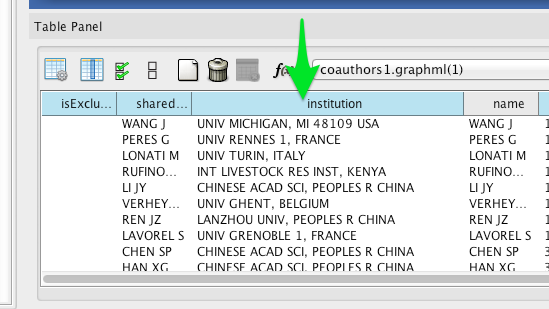 Table Panel
coauthors1.graphml(1)
isExclu... shared... institution name
WANG J UNIV MICHIGAN, MI 48109 USA WANG J
PERES G UNIV RENNES 1, FRANCE PERES G
LONATI M UNIV TURIN, ITALY LONATI M
RUFINO... INT LIVESTOCK RES INST, KENYA RUFINO...
LI JY CHINESE ACAD SCI, PEOPLES R CHINA LI JY
VERHEY... UNIV GHENT, BELGIUM VERHEY...
REN JZ LANZHOU UNIV, PEOPLES R CHINA REN JZ
LAVOREL S UNIV GRENOBLE 1, FRANCE LAVOREL S
CHEN SP CHINESE ACAD SCI, PEOPLES R CHINA CHEN SP
HAN XG CHINESE ACAD SCI, PEOPLES R CHINA HAN XG